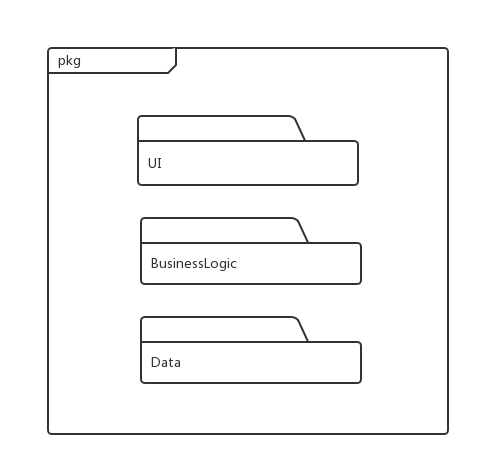 pkg
UI
BusinessLogic
Data